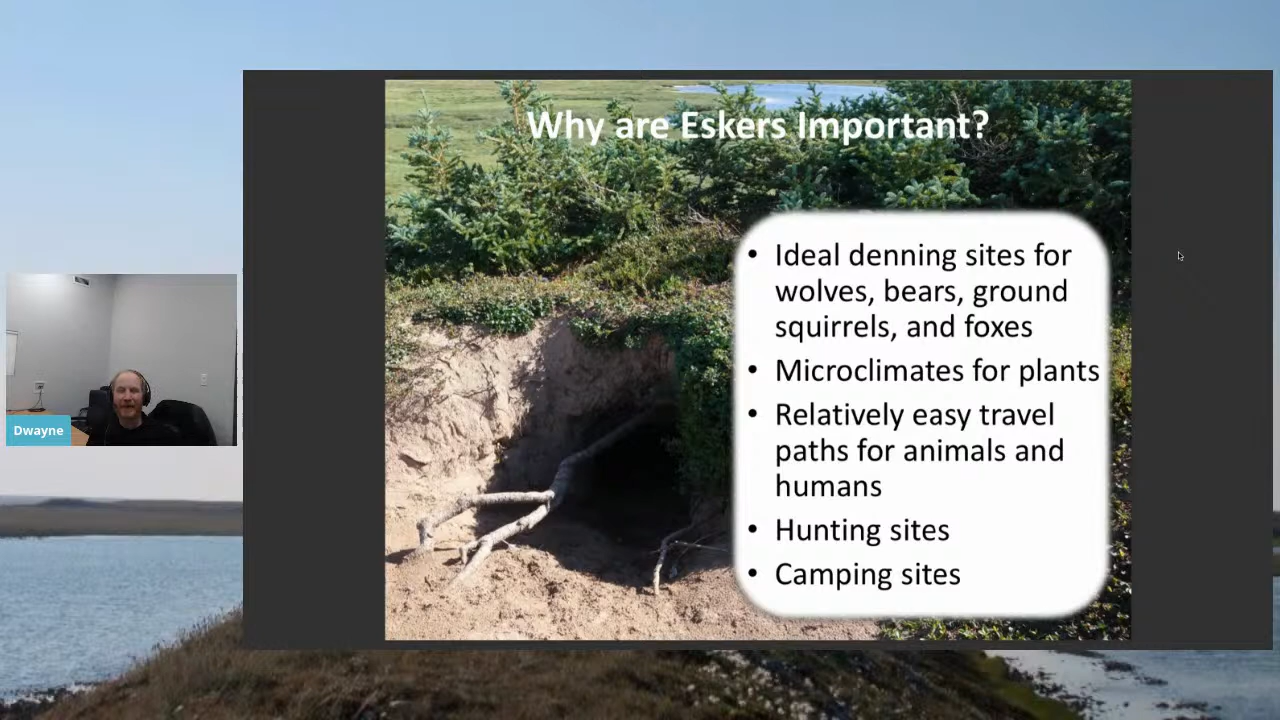 Why are Eskers Important?
• Ideal denning sites for
wolves, bears, ground
squirrels, and foxes
• Microclimates for plants
• Relatively easy travel
paths for animals and
humans
• Hunting sites
• Camping sites
Dwayne